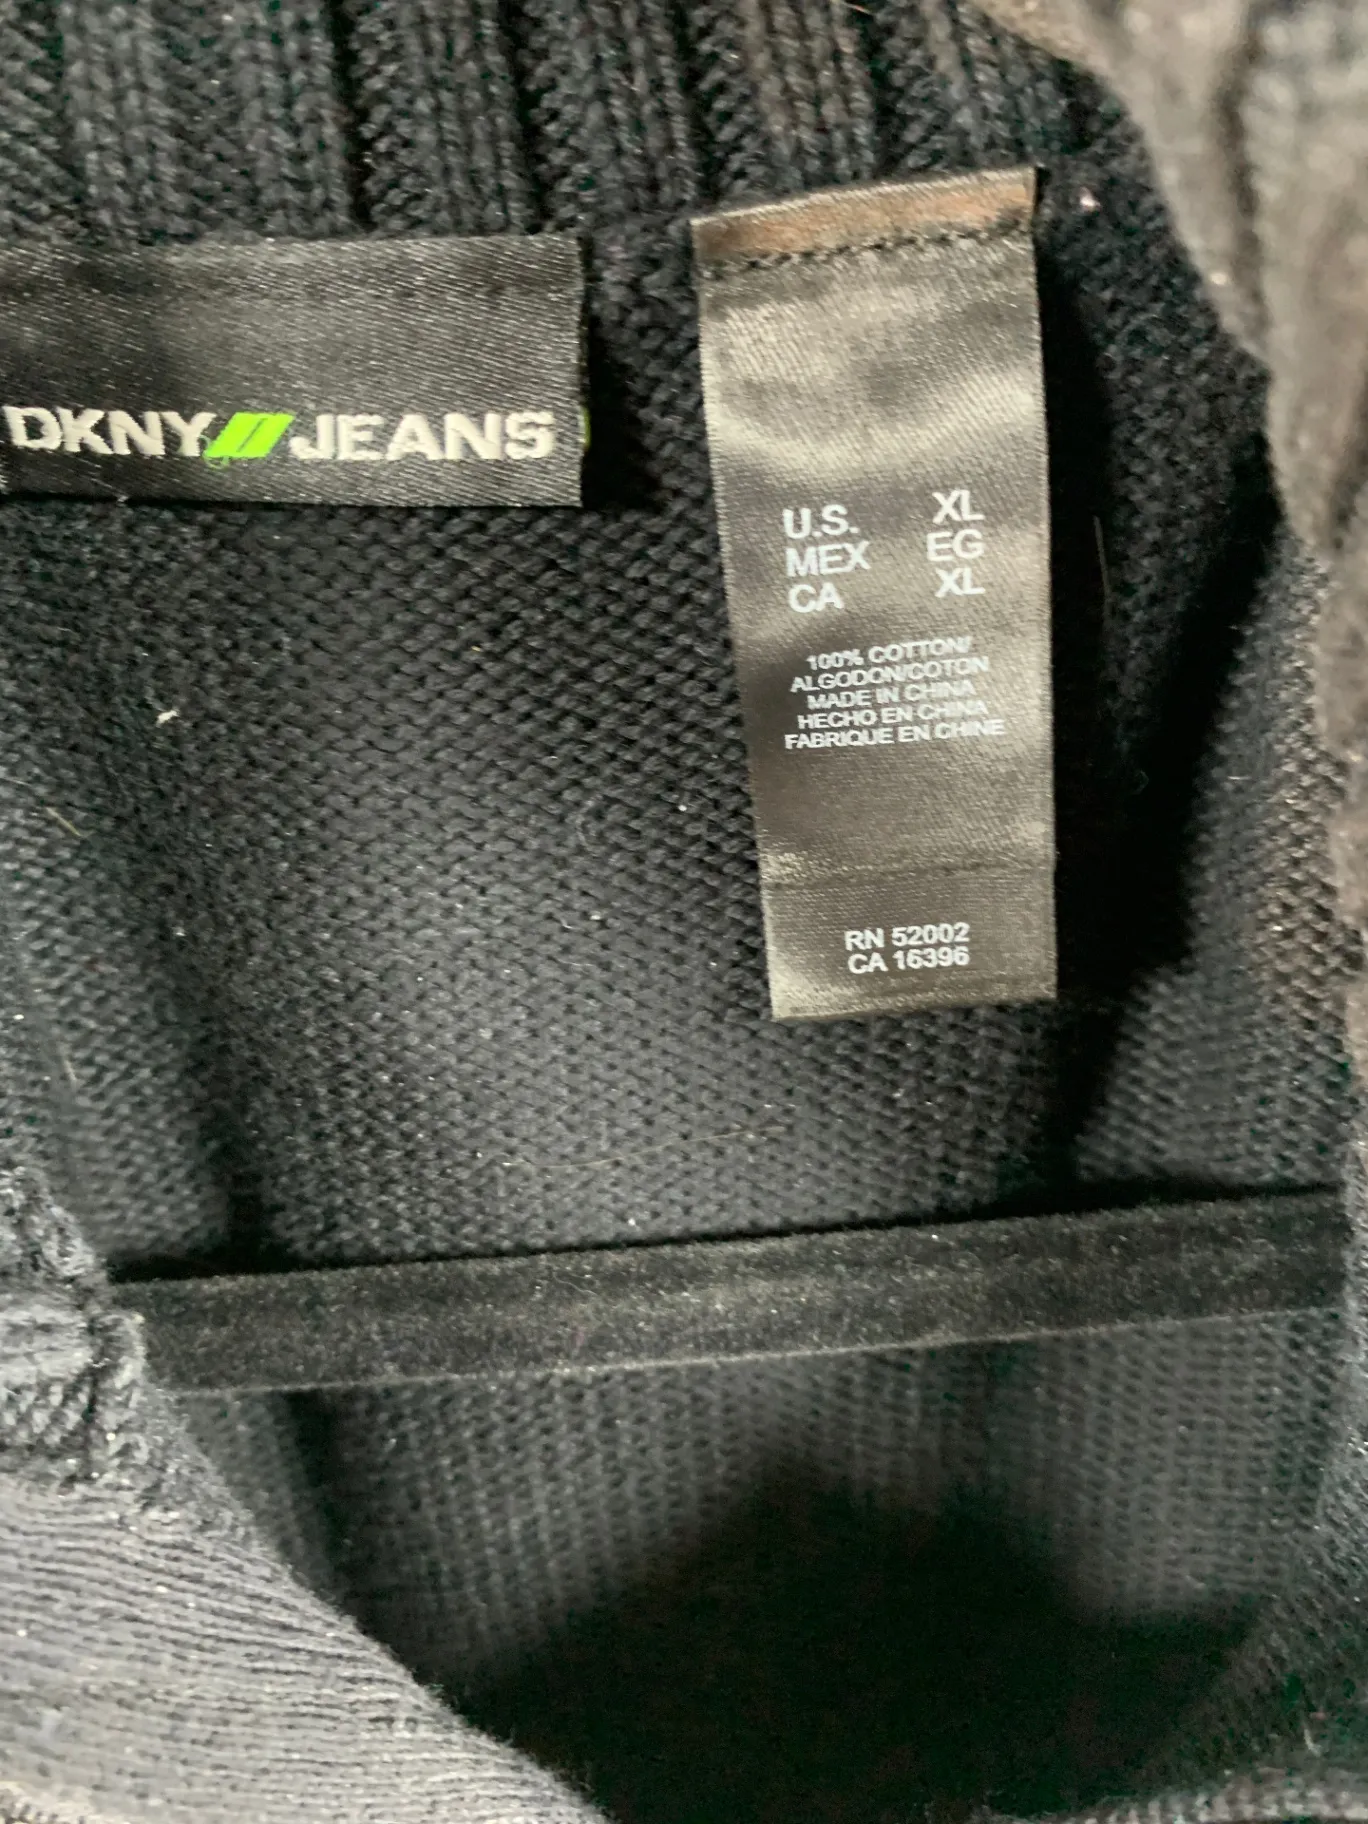 DKNY JEANS
U.S. XL
MEX EG
CA XL
100% COTTON/
ALGODON/COTON
MADE IN CHINA
HECHO EN CHINA
FABRIQUE EN CHINE
RN 52002
CA 16396